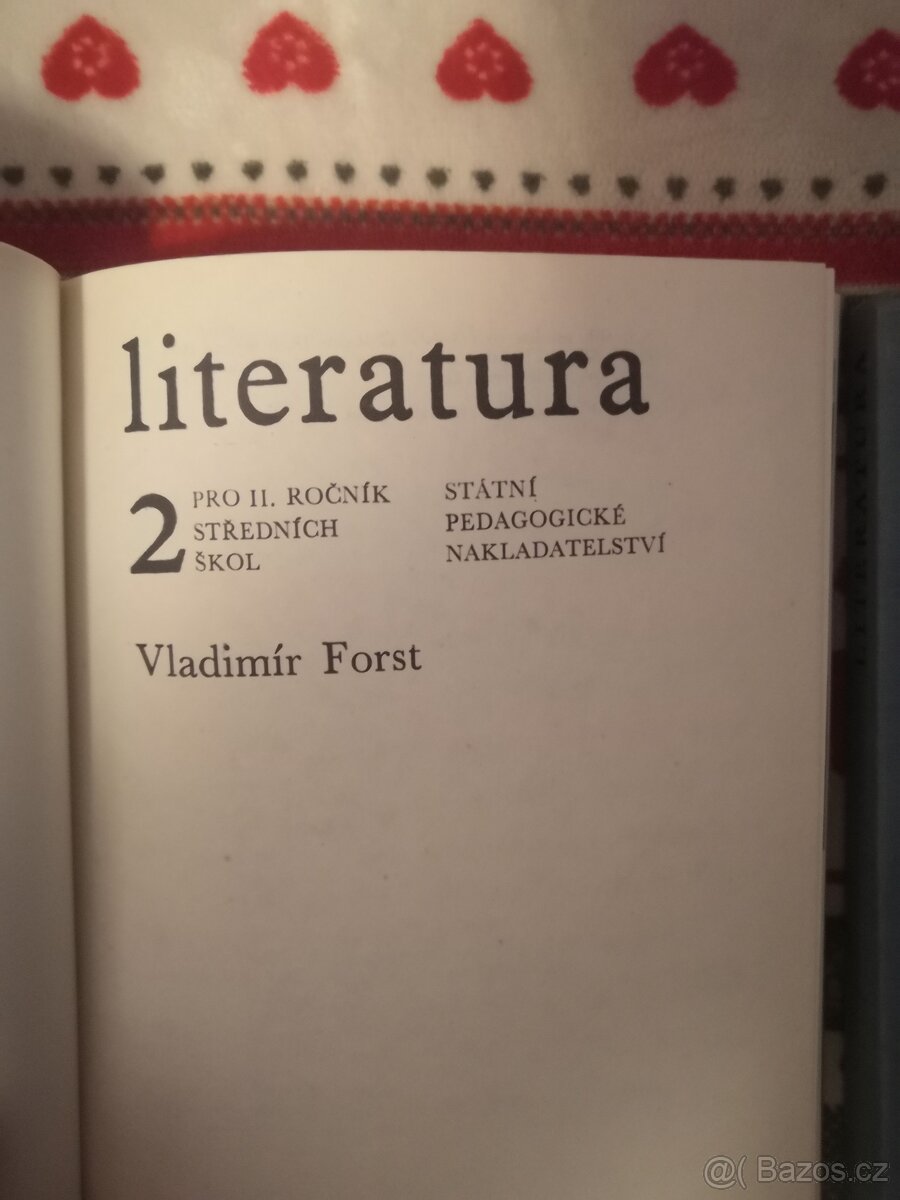 literatura
2 PRO II. ROČNÍK
STŘEDNÍCH
ŠKOL
STÁTNÍ
PEDAGOGICKÉ
NAKLADATELSTVÍ
Vladimír Forst
@( Bazos.cz